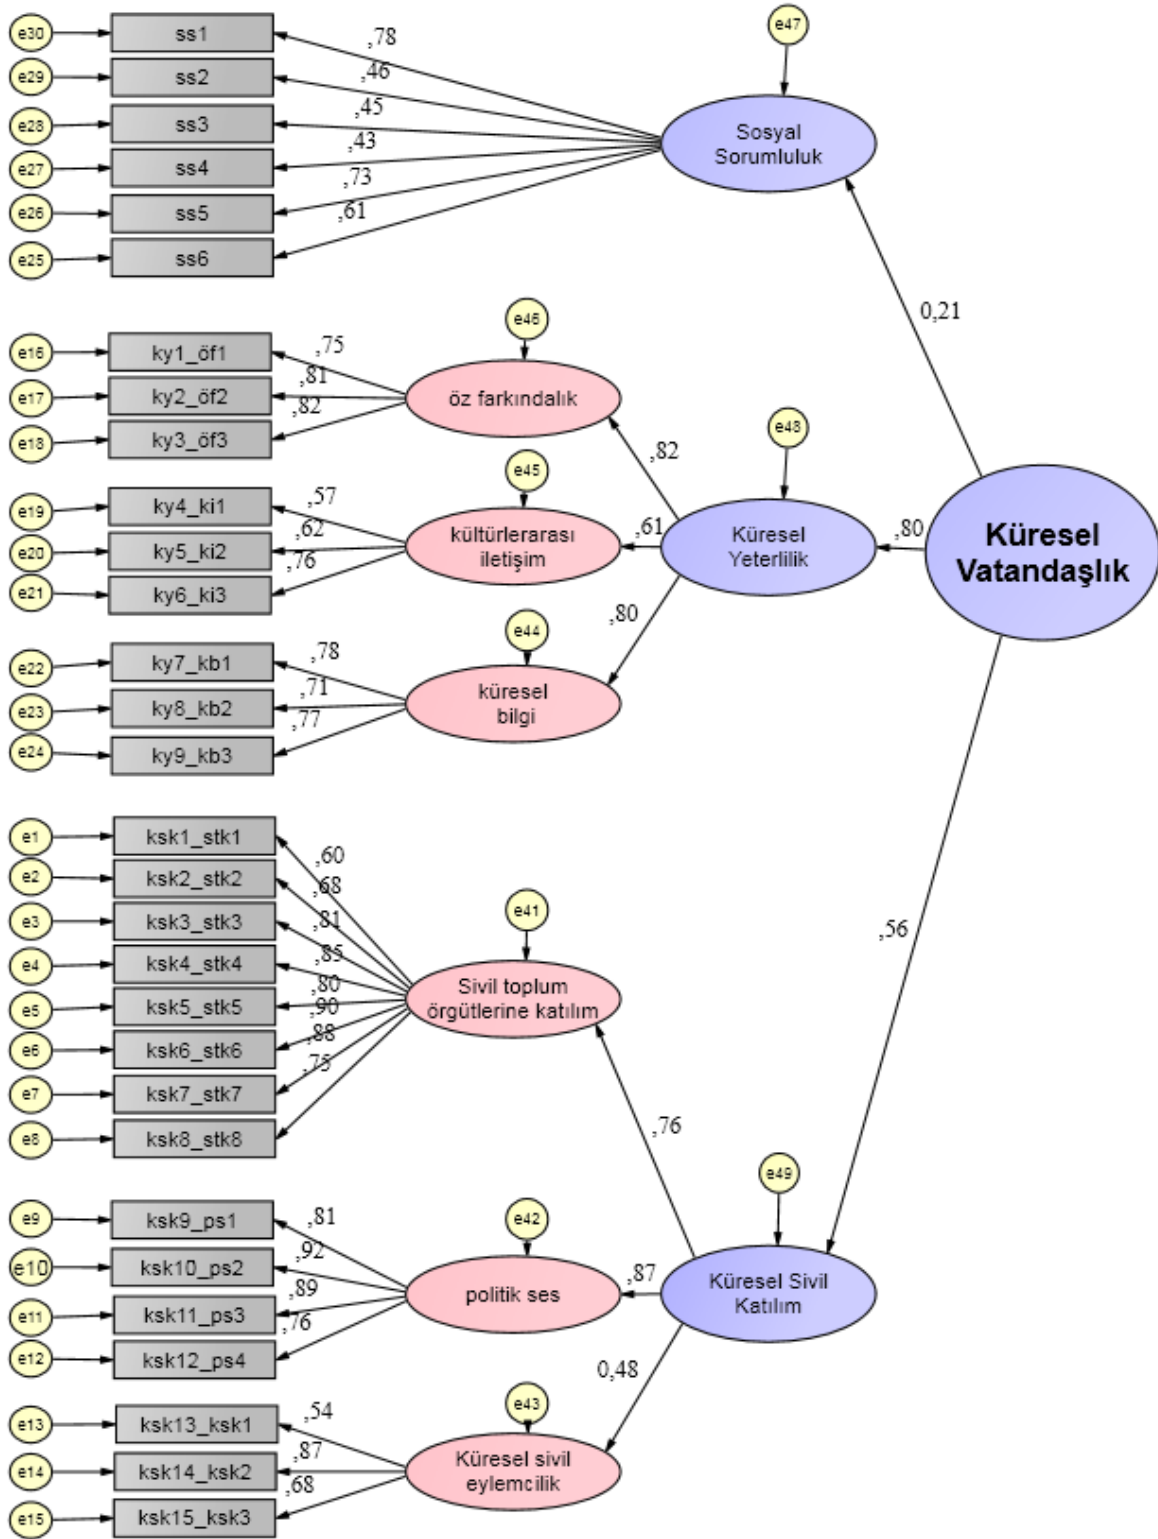 e30
ss1
,78
e47
e29
ss2
,46
e28
ss3
,45
Sosyal
Sorumluluk
e27
ss4
,43
e26
ss5
,73
e25
ss6
,61
0,21
e46
e16
ky1_öf1
,75
e17
ky2_öf2
,81
öz farkındalık
e18
ky3_öf3
,82
e48
,82
e45
e19
ky4_ki1
,57
e20
ky5_ki2
,62
kültürlerarası
iletişim
,61
Küresel
Yeterlilik
,80
Küresel
Vatandaşlık
e21
ky6_ki3
,76
,80
e44
e22
ky7_kb1
,78
e23
ky8_kb2
,71
küresel
bilgi
e24
ky9_kb3
,77
e1
ksk1_stk1
,60
e2
ksk2_stk2
,68
e3
ksk3_stk3
,81
e41
,56
e4
ksk4_stk4
,85
e5
ksk5_stk5
,80
Sivil toplum
örgütlerine katılım
e6
ksk6_stk6
,90
e7
ksk7_stk7
,88
e8
ksk8_stk8
,75
,76
e49
e9
ksk9_ps1
,81
e42
e10
ksk10_ps2
,92
politik ses
,87
Küresel Sivil
Katılım
e11
ksk11_ps3
,89
e12
ksk12_ps4
,76
0,48
e43
e13
ksk13_ksk1
,54
e14
ksk14_ksk2
,87
Küresel sivil
eylemcilik
e15
ksk15_ksk3
,68